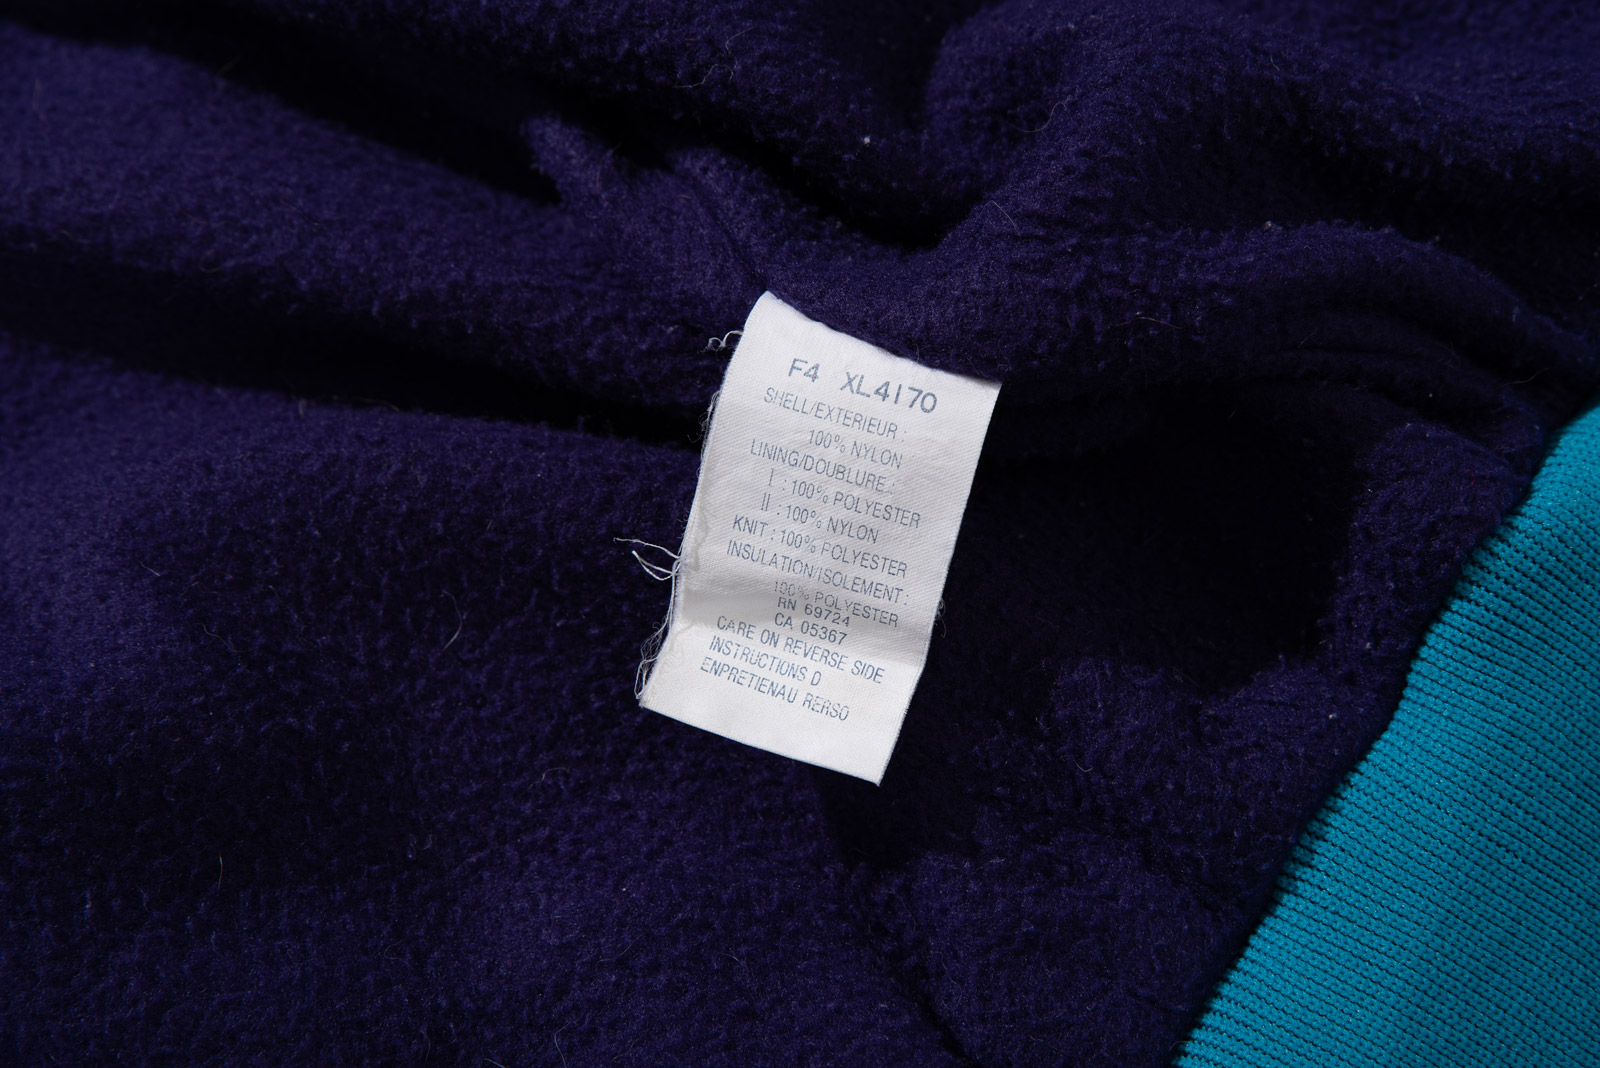 F4 XL4170
SHELL/EXTERIEUR:
100% NYLON
LINING/DOUBLURE:
I : 100% POLYESTER
II : 100% NYLON
KNIT : 100% POLYESTER
INSULATION/ISOLEMENT:
100% POLYESTER
RN 69724
CA 05367
CARE ON REVERSE SIDE
INSTRUCTIONS D
ENPRETIENAU RERSO